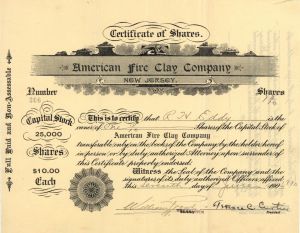 Certificate of Shares.
American Fire Clay Company
NEW JERSEY.
Number
Shares
Full Paid and Non-Assessable
Capital Stock
25,000
Shares
$10.00
Each
This is to certify that R H Eddy is the
owner of Shares of the Capital Stock of
American Fire Clay Company
transferable only on the Books of the Company by the holder hereof
in person or by duly authorized Attorney upon surrender of
this Certificate properly endorsed.
Witness the Seal of the Company and the
signatures of its duly authorized Officers affixed
this seventh day of
President